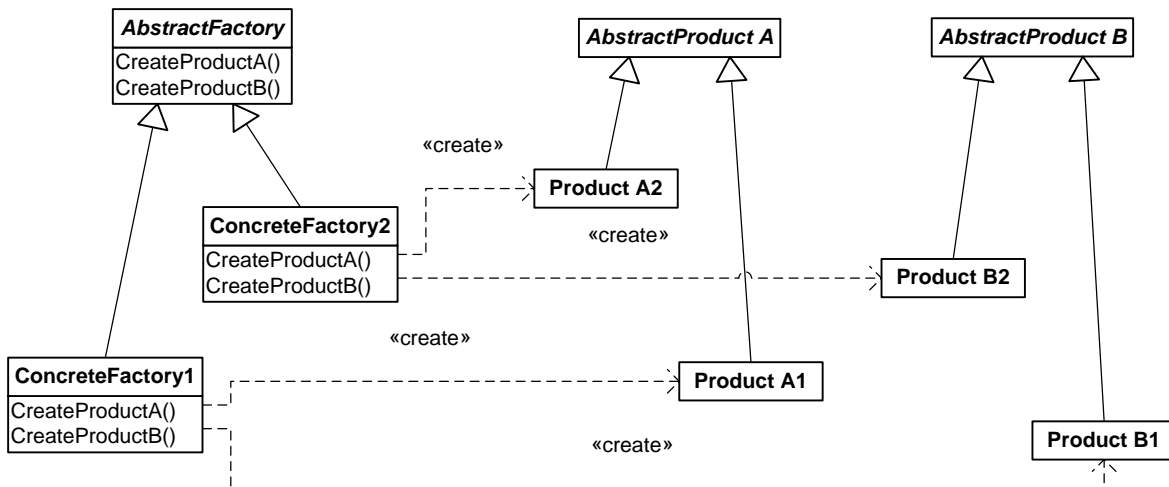 AbstractFactory
CreateProductA()
CreateProductB()
AbstractProduct A
AbstractProduct B
«create»
Product A2
ConcreteFactory2
CreateProductA()
CreateProductB()
«create»
Product B2
«create»
ConcreteFactory1
CreateProductA()
CreateProductB()
Product A1
«create»
Product B1